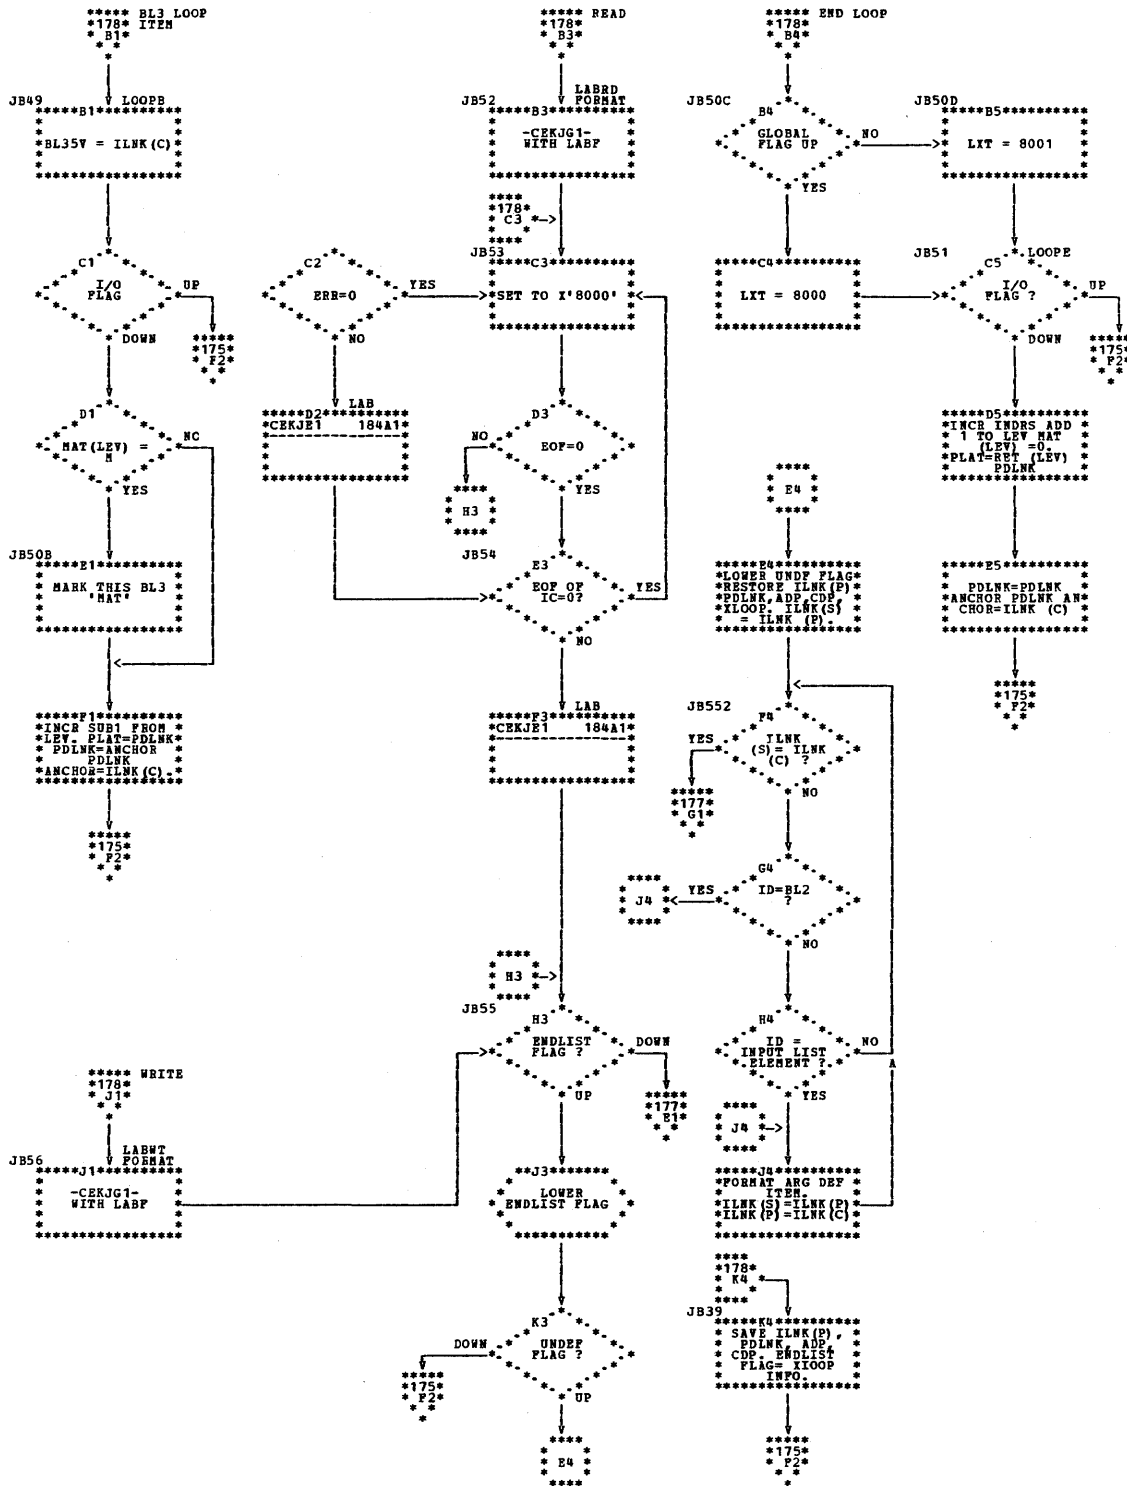 BL3 LOOP
ITEM
178
B1
READ
178
B3
END LOOP
178
B4
JB49
B1
LOOPB
BL35V = ILNK(C)
JB52
B3
LABRD
FORMAT
-CEKJG1-
WITH LABF
JB50C
B4
GLOBAL
FLAG UP
NO
YES
JB50D
B5
LXT = 8001
178
C3
C1
I/O
FLAG
UP
DOWN
175
F2
C2
ERR=0
YES
NO
JB53
C3
SET TO X'8000'
C4
LXT = 8000
JB51
C5
LOOPE
I/O
FLAG ?
UP
DOWN
175
F2
D1
MAT(LEV) =
M
NO
YES
D2
LAB
CEKJE1 184A1
D3
EOF=0
NO
YES
H3
D5
INCR INDRS ADD
1 TO LEV MAT
(LEV) =0.
PLAT=RET (LEV)
PDLNK
E4
JB50B
E1
MARK THIS BL3
'MAT'
JB54
E3
EOF OF
IC=0?
YES
NO
E4
LOWER UNDF FLAG
RESTORE ILNK(P)
PDLNK,ADP,CDP,
XLOOP. ILNK(S)
= ILNK (P).
E5
PDLNK=PDLNK
ANCHOR PDLNK AN
CHOR=ILNK (C)
175
F2
F1
INCR SUB1 FROM
LEV. PLAT=PDLNK
PDLNK=ANCHOR
PDLNK
ANCHOR=ILNK(C).
175
F2
F3
LAB
CEKJE1 184A1
JB552
F4
ILNK
(S)= ILNK
(C) ?
YES
NO
177
G1
G4
ID=BL2
?
YES
NO
J4
H3
JB55
H3
ENDLIST
FLAG ?
DOWN
UP
177
E1
H4
ID =
INPUT LIST
ELEMENT ?
NO
YES
J4
WRITE
178
J1
JB56
J1
LABWT
FORMAT
-CEKJG1-
WITH LABF
J3
LOWER
ENDLIST FLAG
J4
FORMAT ARG DEF
ITEM.
ILNK(S)=ILNK(P)
ILNK(P)=ILNK(C)
178
K4
K3
UNDEF
FLAG ?
DOWN
UP
175
F2
E4
JB39
K4
SAVE ILNK(P),
PDLNK, ADP,
CDP. ENDLIST
FLAG= XIOOP
INFO.
175
F2